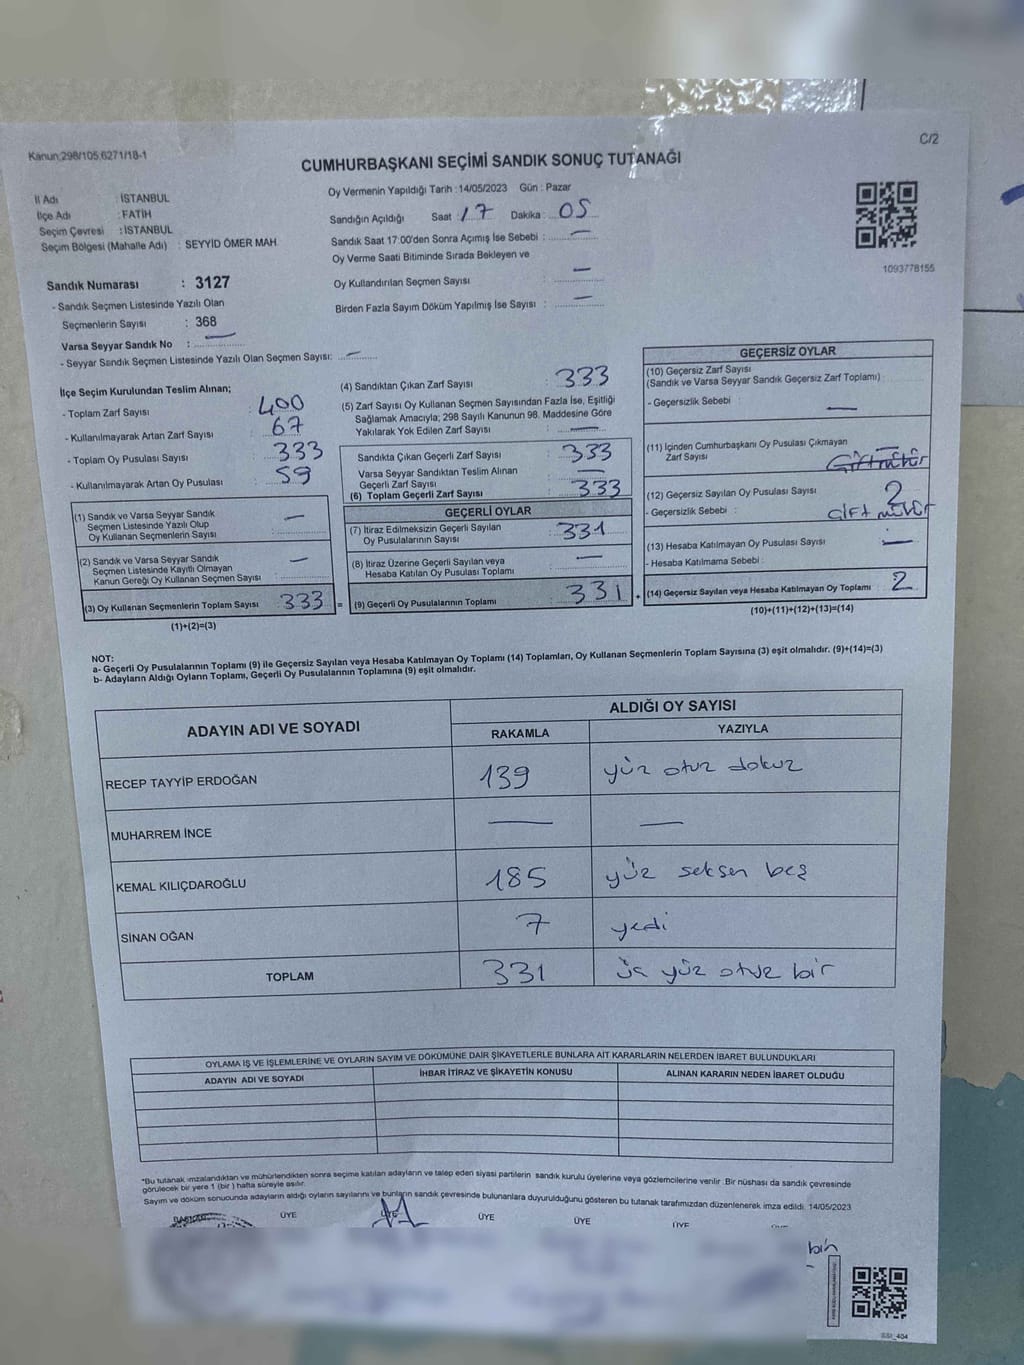 Kanun:298/105,6271/18-1
C/2
CUMHURBAŞKANI SEÇİMİ SANDIK SONUÇ TUTANAĞI
İl Adı : İSTANBUL
İlçe Adı : FATİH
Seçim Çevresi : İSTANBUL
Seçim Bölgesi (Mahalle Adı) : SEYYİD ÖMER MAH.
Oy Vermenin Yapıldığı Tarih : 14/05/2023 Gün : Pazar
Sandığın Açıldığı Saat : 17 Dakika : 05
Sandık Saat 17:00'den Sonra Açımış İse Sebebi : —
Oy Verme Saati Bitiminde Sırada Bekleyen ve
Oy Kullandırılan Seçmen Sayısı : —
Birden Fazla Sayım Döküm Yapılmış İse Sayısı : —
1093778155
Sandık Numarası : 3127
- Sandık Seçmen Listesinde Yazılı Olan
Seçmenlerin Sayısı : 368
Varsa Seyyar Sandık No : —
- Seyyar Sandık Seçmen Listesinde Yazılı Olan Seçmen Sayısı: —
İlçe Seçim Kurulundan Teslim Alınan;
- Toplam Zarf Sayısı : 400
- Kullanılmayarak Artan Zarf Sayısı : 67
- Toplam Oy Pusulası Sayısı : 333
- Kullanılmayarak Artan Oy Pusulası : 59
(1) Sandık ve Varsa Seyyar Sandık
Seçmen Listesinde Yazılı Olup
Oy Kullanan Seçmenlerin Sayısı —
(2) Sandık ve Varsa Seyyar Sandık
Seçmen Listesinde Kayıtlı Olmayan
Kanun Gereği Oy Kullanan Seçmen Sayısı —
(3) Oy Kullanan Seçmenlerin Toplam Sayısı 333 =
(1)+(2)=(3)
(4) Sandıktan Çıkan Zarf Sayısı : 333
(5) Zarf Sayısı Oy Kullanan Seçmen Sayısından Fazla İse, Eşitliği
Sağlamak Amacıyla; 298 Sayılı Kanunun 98. Maddesine Göre
Yakılarak Yok Edilen Zarf Sayısı : —
Sandıkta Çıkan Geçerli Zarf Sayısı : 333
Varsa Seyyar Sandıktan Teslim Alınan
Geçerli Zarf Sayısı : —
(6) Toplam Geçerli Zarf Sayısı : 333
GEÇERLİ OYLAR
(7) İtiraz Edilmeksizin Geçerli Sayılan
Oy Pusulalarının Sayısı : 331
(8) İtiraz Üzerine Geçerli Sayılan veya
Hesaba Katılan Oy Pusulası Toplamı : —
(9) Geçerli Oy Pusulalarının Toplamı 331 +
GEÇERSİZ OYLAR
(10) Geçersiz Zarf Sayısı
(Sandık ve Varsa Seyyar Sandık Geçersiz Zarf Toplamı) :
- Geçersizlik Sebebi : —
(11) İçinden Cumhurbaşkanı Oy Pusulası Çıkmayan
Zarf Sayısı : —
(12) Geçersiz Sayılan Oy Pusulası Sayısı : 2
- Geçersizlik Sebebi : Çift mühür
(13) Hesaba Katılmayan Oy Pusulası Sayısı : —
- Hesaba Katılmama Sebebi :
(14) Geçersiz Sayılan veya Hesaba Katılmayan Oy Toplamı : 2
(10)+(11)+(12)+(13)=(14)
NOT:
a- Geçerli Oy Pusulalarının Toplamı (9) ile Geçersiz Sayılan veya Hesaba Katılmayan Oy Toplamı (14) Toplamları, Oy Kullanan Seçmenlerin Toplam Sayısına (3) eşit olmalıdır. (9)+(14)=(3)
b- Adayların Aldığı Oyların Toplamı, Geçerli Oy Pusulalarının Toplamına (9) eşit olmalıdır.
ADAYIN ADI VE SOYADI ALDIĞI OY SAYISI
RAKAMLA YAZIYLA
RECEP TAYYİP ERDOĞAN 139 yüz otuz dokuz
MUHARREM İNCE — —
KEMAL KILIÇDAROĞLU 185 yüz seksen beş
SİNAN OĞAN 7 yedi
TOPLAM 331 üç yüz otuz bir
OYLAMA İŞ VE İŞLEMLERİNE VE OYLARIN SAYIM VE DÖKÜMÜNE DAİR ŞİKAYETLERLE BUNLARA AİT KARARLARIN NELERDEN İBARET BULUNDUKLARI
ADAYIN ADI VE SOYADI İHBAR İTİRAZ VE ŞİKAYETİN KONUSU ALINAN KARARIN NEDEN İBARET OLDUĞU
*Bu tutanak imzalandıktan ve mühürlendikten sonra seçime katılan adayların ve talep eden siyasi partilerin sandık kurulu üyelerine veya gözlemcilerine verilir. Bir nüshası da sandık çevresinde
görülecek bir yere 1 (bir ) hafta süreyle asılır.
Sayım ve döküm sonucunda adayların aldığı oyların sayılarını ve bunların sandık çevresinde bulunanlara duyurulduğunu gösteren bu tutanak tarafımızdan düzenlenerek imza edildi. 14/05/2023
BAŞKAN ÜYE ÜYE ÜYE ÜYE ÜYE
bin